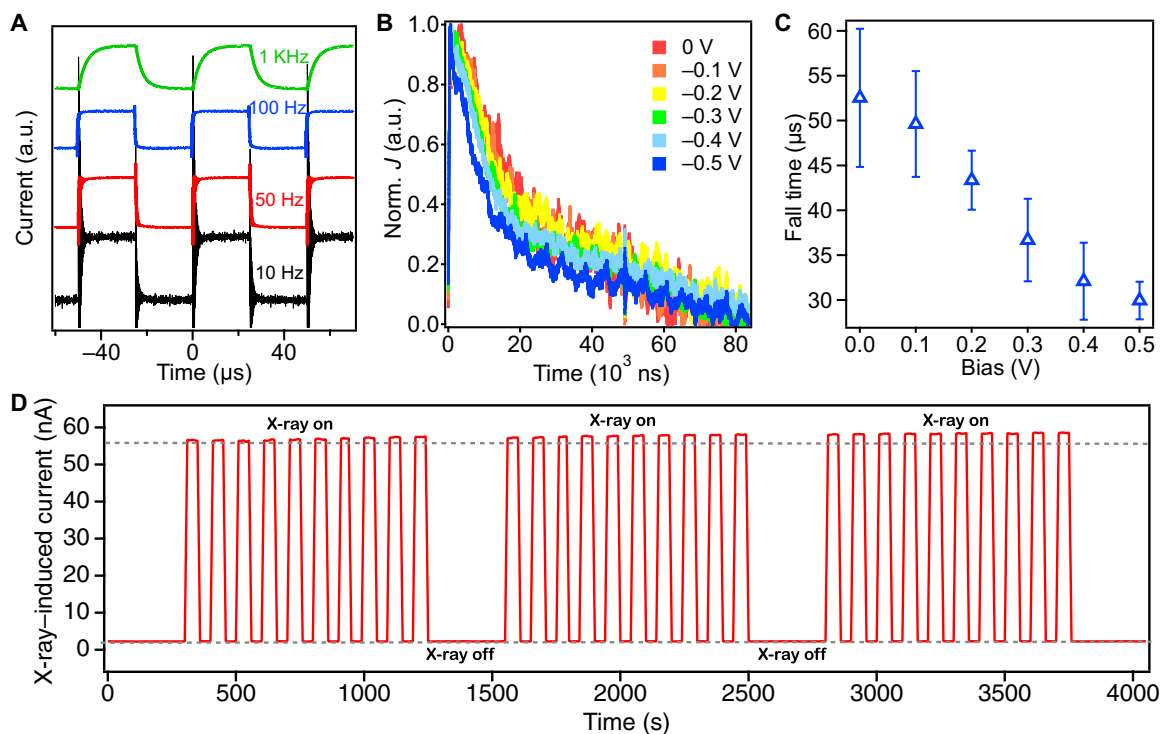 A
Current (a.u.)
1 KHz
100 Hz
50 Hz
10 Hz
−40 0 40
Time (µs)
B
Norm. J (a.u.)
1.0
0.8
0.6
0.4
0.2
0.0
0 V
−0.1 V
−0.2 V
−0.3 V
−0.4 V
−0.5 V
0 20 40 60 80
Time (10³ ns)
C
Fall time (µs)
60
55
50
45
40
35
30
0.0 0.1 0.2 0.3 0.4 0.5
Bias (V)
D
X-ray–induced current (nA)
60
50
40
30
20
10
0
X-ray on X-ray on X-ray on
X-ray off X-ray off
0 500 1000 1500 2000 2500 3000 3500 4000
Time (s)